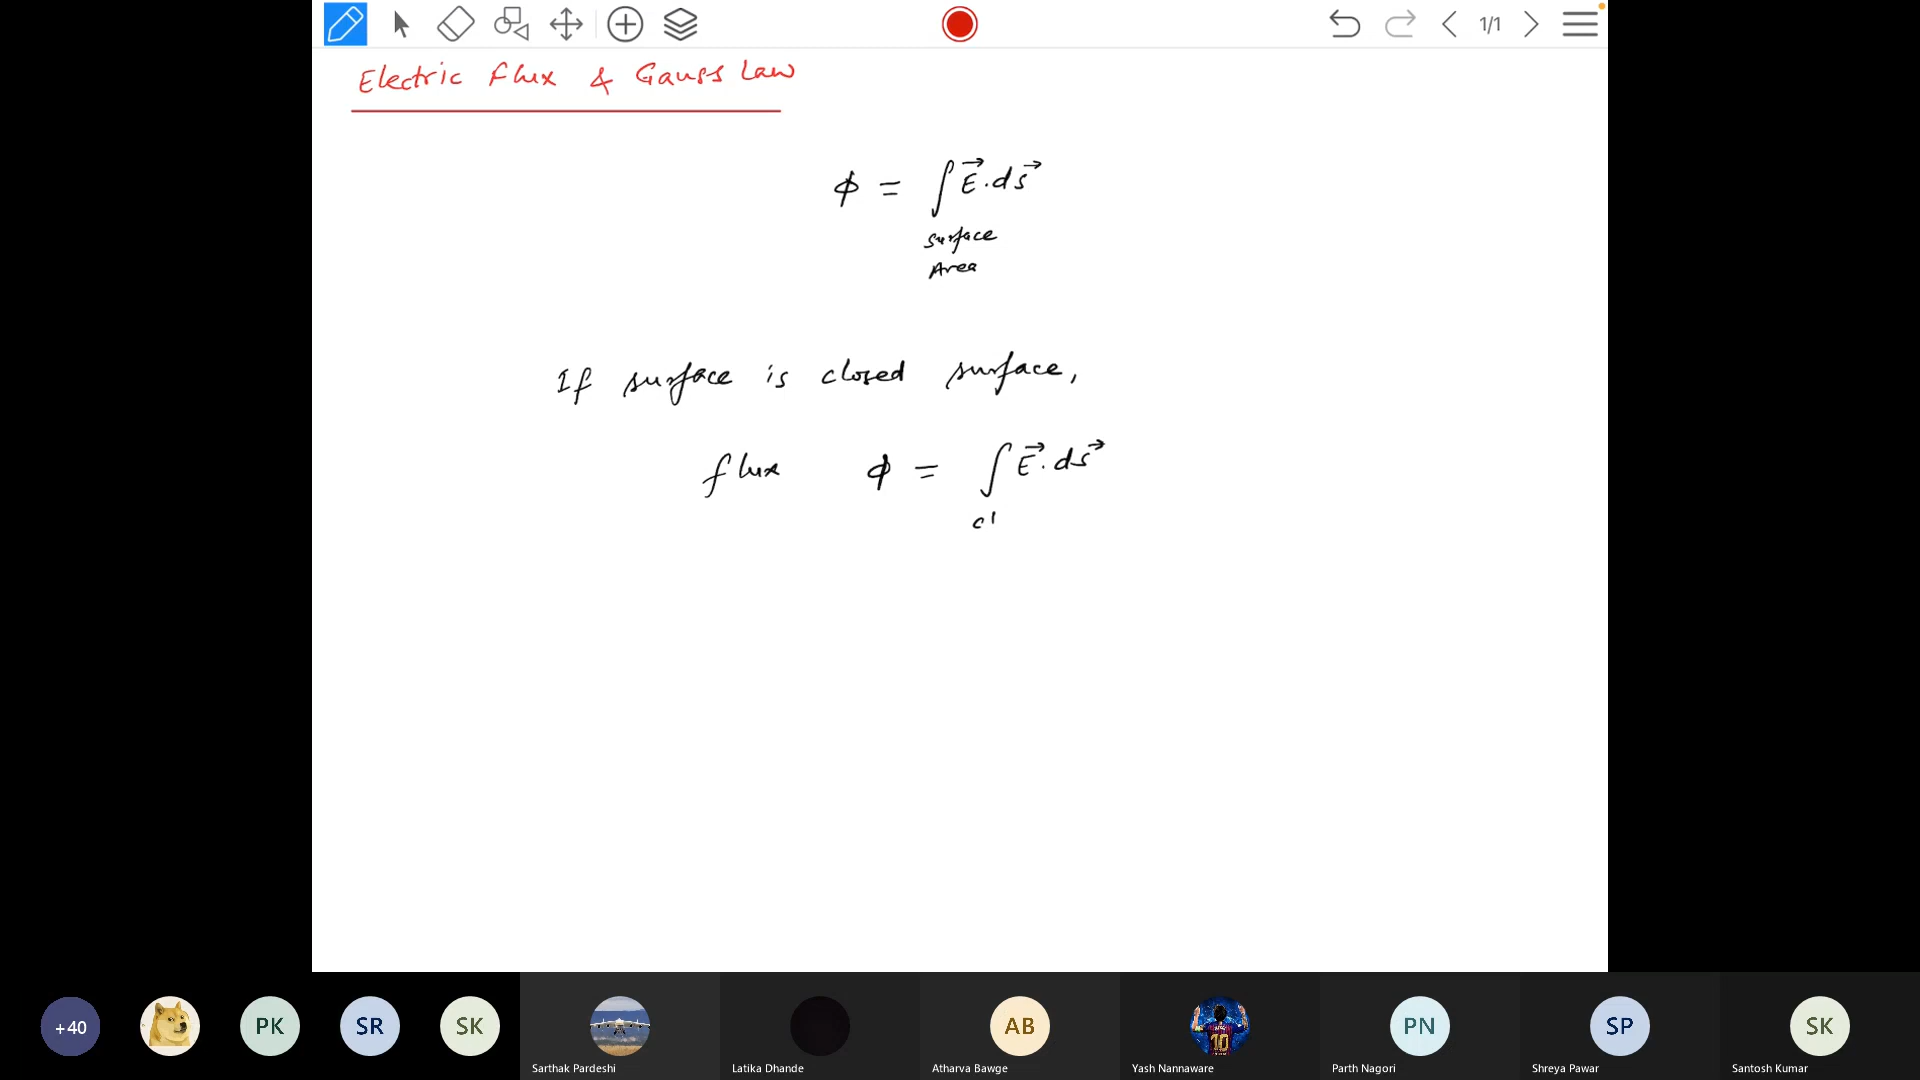 1/1
Electric flux & Gauss Law
ϕ = ∫ E⃗ . ds⃗
surface
Area
If surface is closed surface,
flux ϕ = ∫ E⃗ . ds⃗
cl
+40
PK
SR
SK
AB
10
PN
SP
SK
Sarthak Pardeshi
Latika Dhande
Atharva Bawge
Yash Nannaware
Parth Nagori
Shreya Pawar
Santosh Kumar